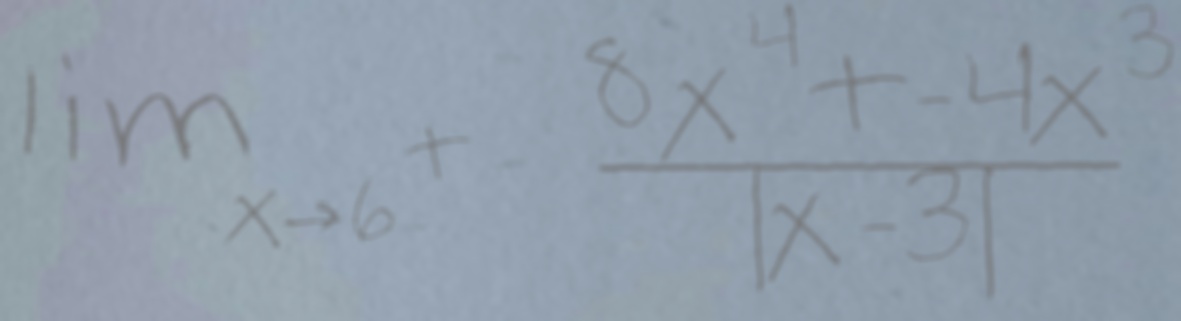 lim x→6⁺ (8x⁴ + -4x³) / |x-3|